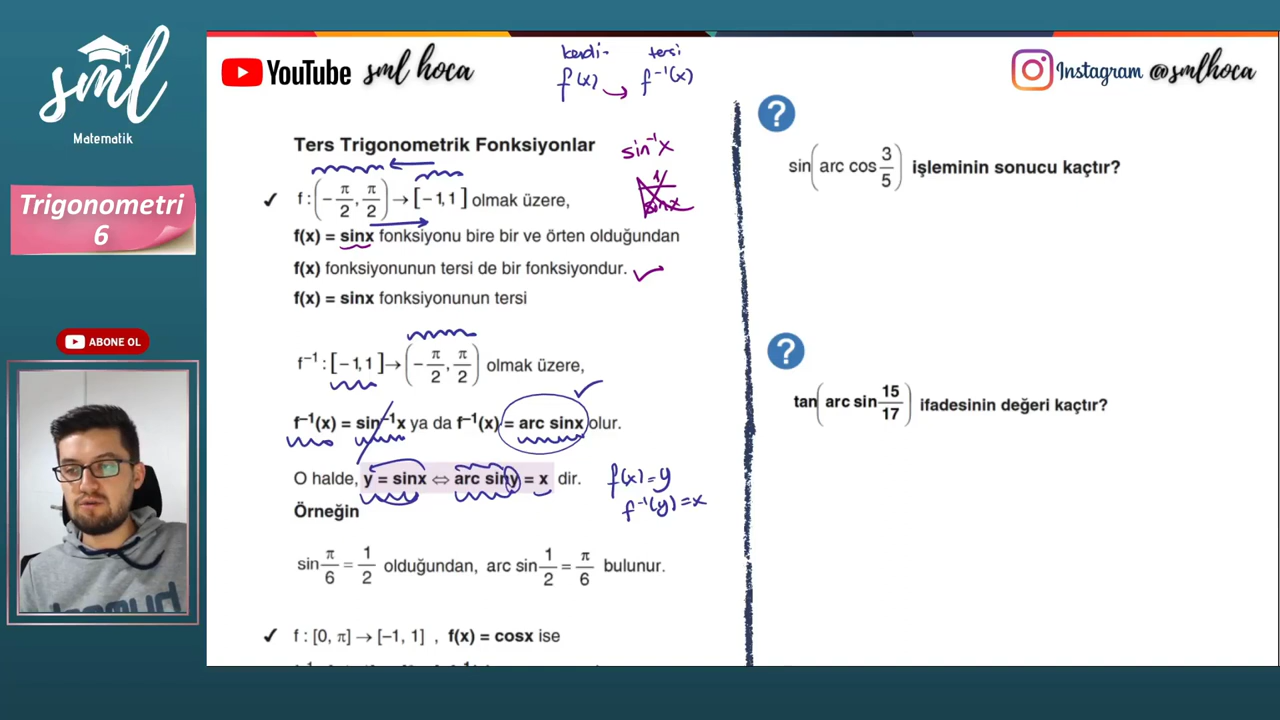 sml
Matematik
Trigonometri
6
ABONE OL
YouTube sml hoca
kendi tersi
f(x) → f⁻¹(x)
Instagram @smlhoca
Ters Trigonometrik Fonksiyonlar
sin⁻¹x
✓ f : (−π/2, π/2) → [−1,1] olmak üzere,
1/sinx
f(x) = sinx fonksiyonu bire bir ve örten olduğundan
f(x) fonksiyonunun tersi de bir fonksiyondur. ✓
f(x) = sinx fonksiyonunun tersi
f⁻¹ : [−1,1] → (−π/2, π/2) olmak üzere,
f⁻¹(x) = sin⁻¹x ya da f⁻¹(x) = arc sinx olur.
O halde, y = sinx ⇔ arc siny = x dir.
f(x)=y
f⁻¹(y)=x
Örneğin
sin π/6 = 1/2 olduğundan, arc sin 1/2 = π/6 bulunur.
✓ f : [0, π] → [−1, 1] , f(x) = cosx ise
?
sin(arc cos 3/5) işleminin sonucu kaçtır?
?
tan(arc sin 15/17) ifadesinin değeri kaçtır?